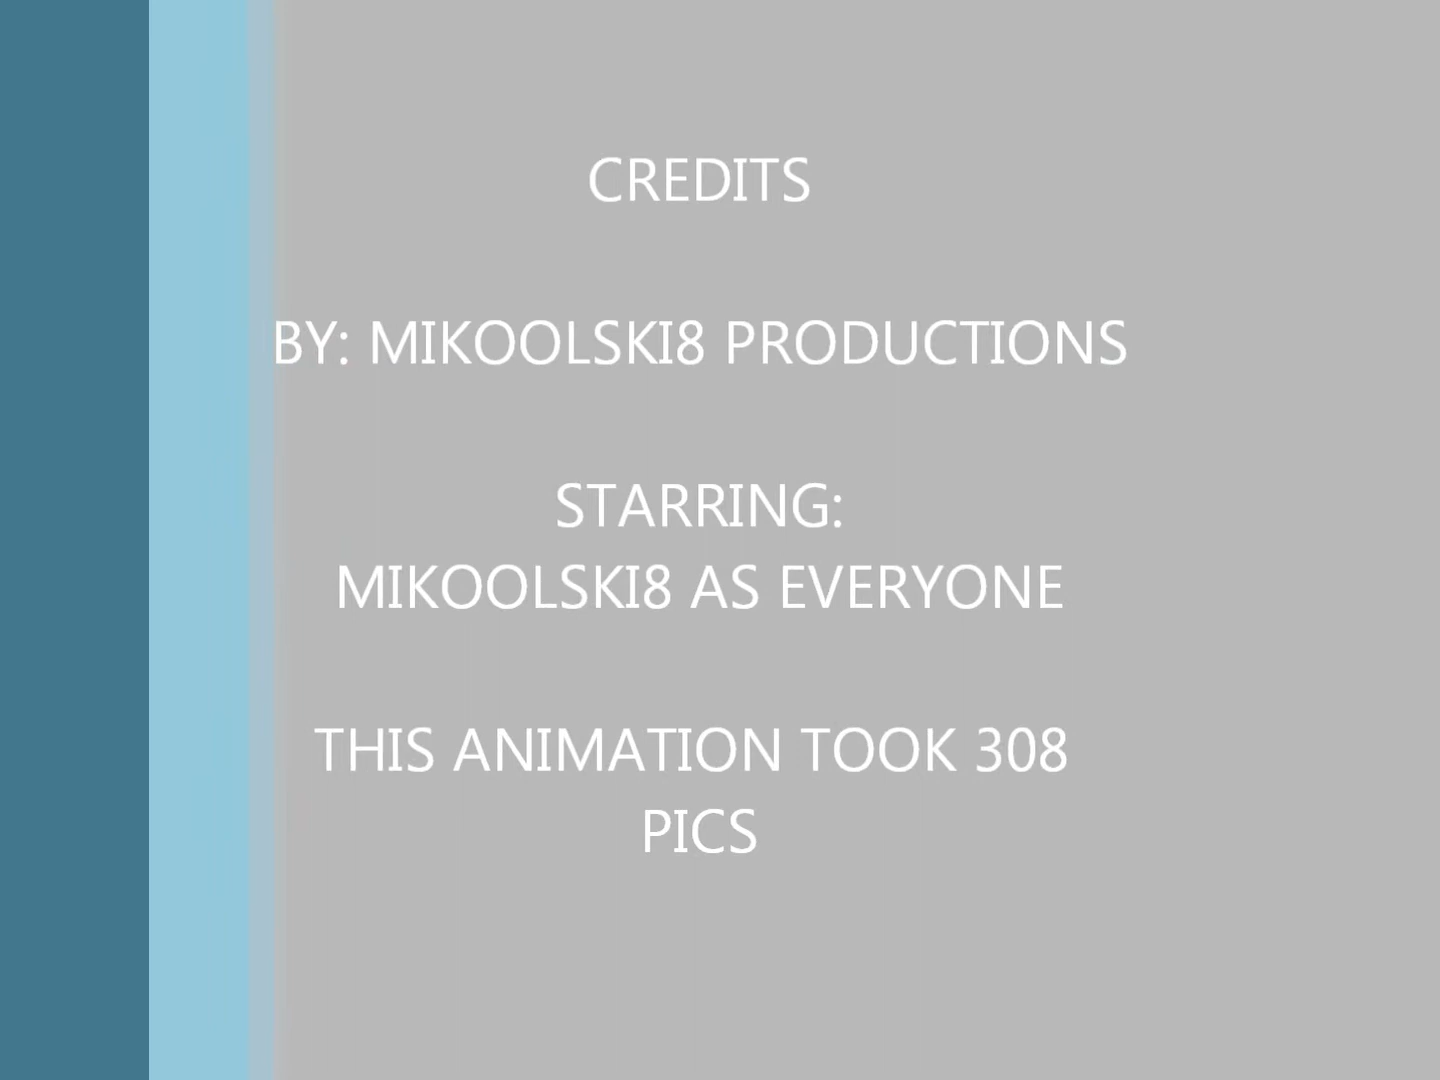 CREDITS
BY: MIKOOLSKI8 PRODUCTIONS
STARRING:
MIKOOLSKI8 AS EVERYONE
THIS ANIMATION TOOK 308
PICS